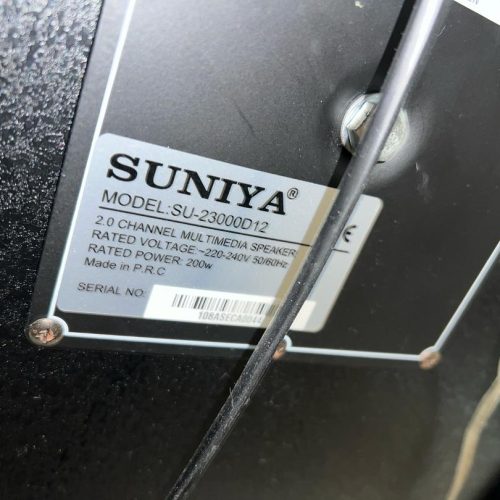 SUNIYA®
MODEL:SU-23000D12
2.0 CHANNEL MULTIMEDIA SPEAKER
RATED VOLTAGE:~220-240V 50/60Hz
RATED POWER: 200w
CE
Made in P.R.C
SERIAL NO: